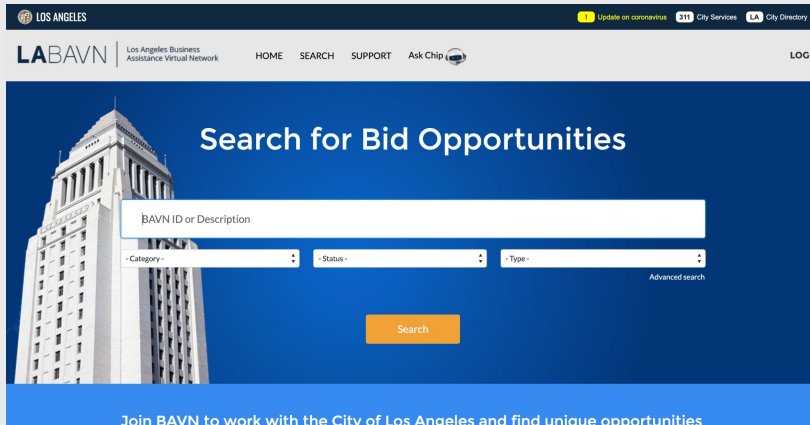 LOS ANGELES
! Update on coronavirus 311 City Services LA City Directory
LABAVN Los Angeles Business
Assistance Virtual Network
HOME SEARCH SUPPORT Ask Chip
LOG
Search for Bid Opportunities
BAVN ID or Description
- Category - - Status - - Type -
Advanced search
Search
Join BAVN to work with the City of Los Angeles and find unique opportunities